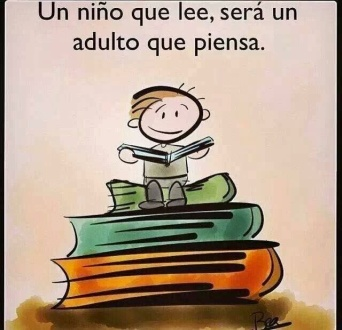 Un niño que lee, será un
adulto que piensa.